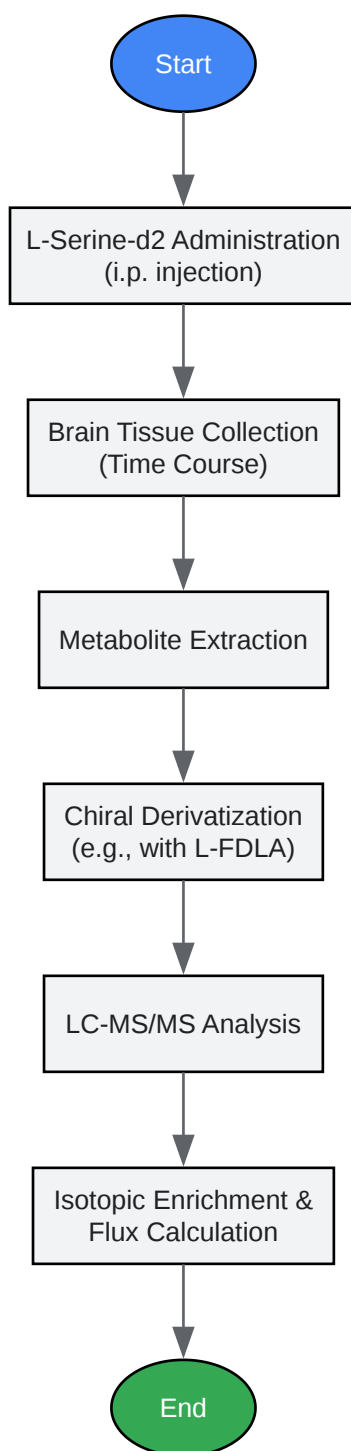 Start
L-Serine-d2 Administration
(i.p. injection)
Brain Tissue Collection
(Time Course)
Metabolite Extraction
Chiral Derivatization
(e.g., with L-FDLA)
LC-MS/MS Analysis
Isotopic Enrichment &
Flux Calculation
End